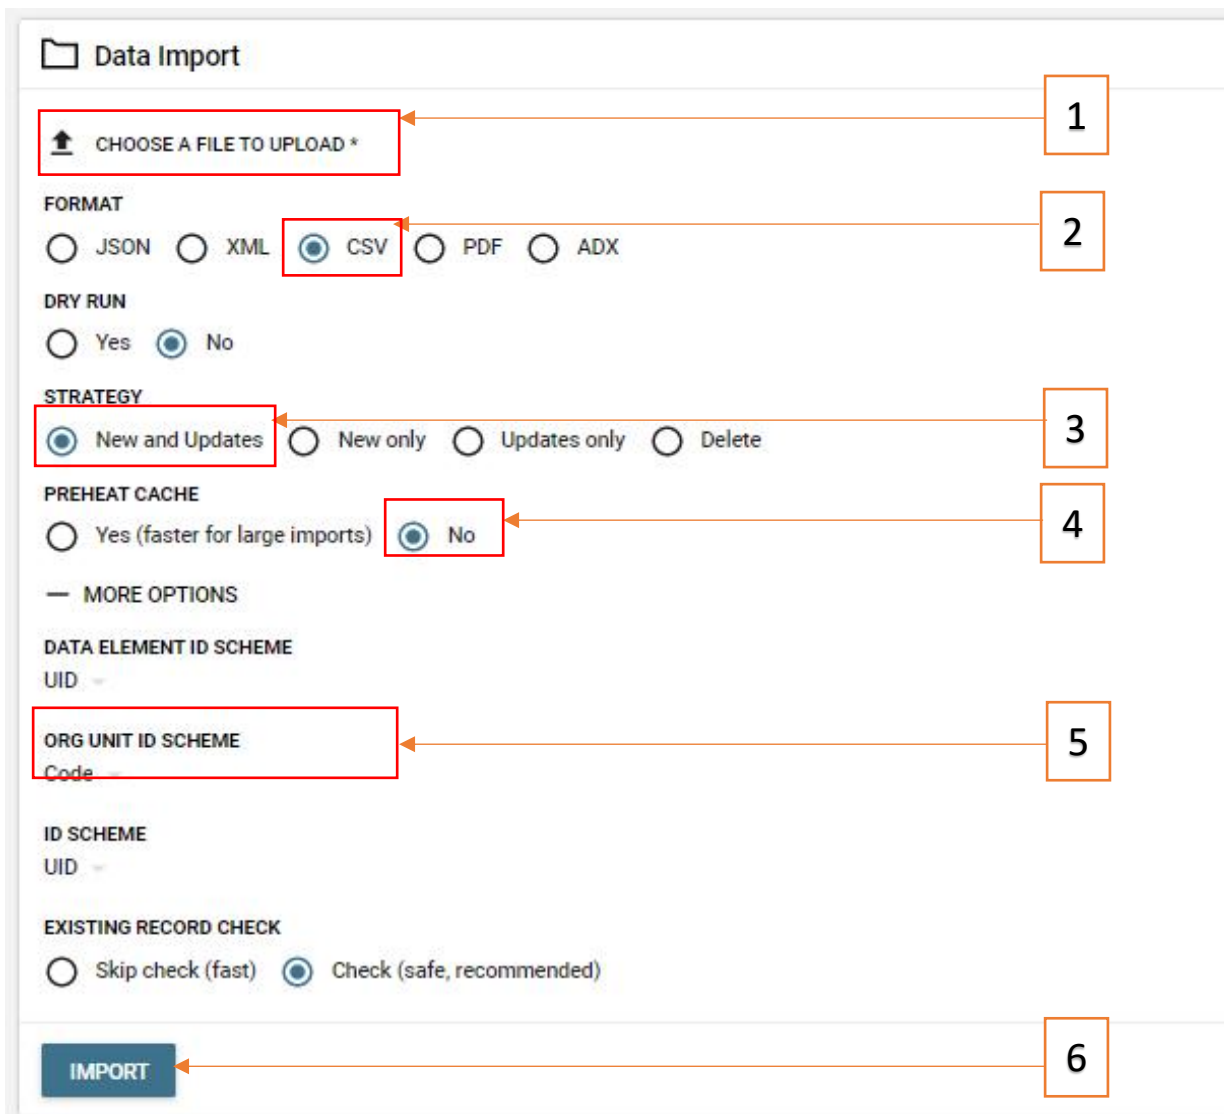 Data Import
1
CHOOSE A FILE TO UPLOAD *
FORMAT
2
JSON XML CSV PDF ADX
DRY RUN
Yes No
STRATEGY
3
New and Updates New only Updates only Delete
PREHEAT CACHE
4
Yes (faster for large imports) No
— MORE OPTIONS
DATA ELEMENT ID SCHEME
UID
ORG UNIT ID SCHEME
5
Code
ID SCHEME
UID
EXISTING RECORD CHECK
Skip check (fast) Check (safe, recommended)
IMPORT
6